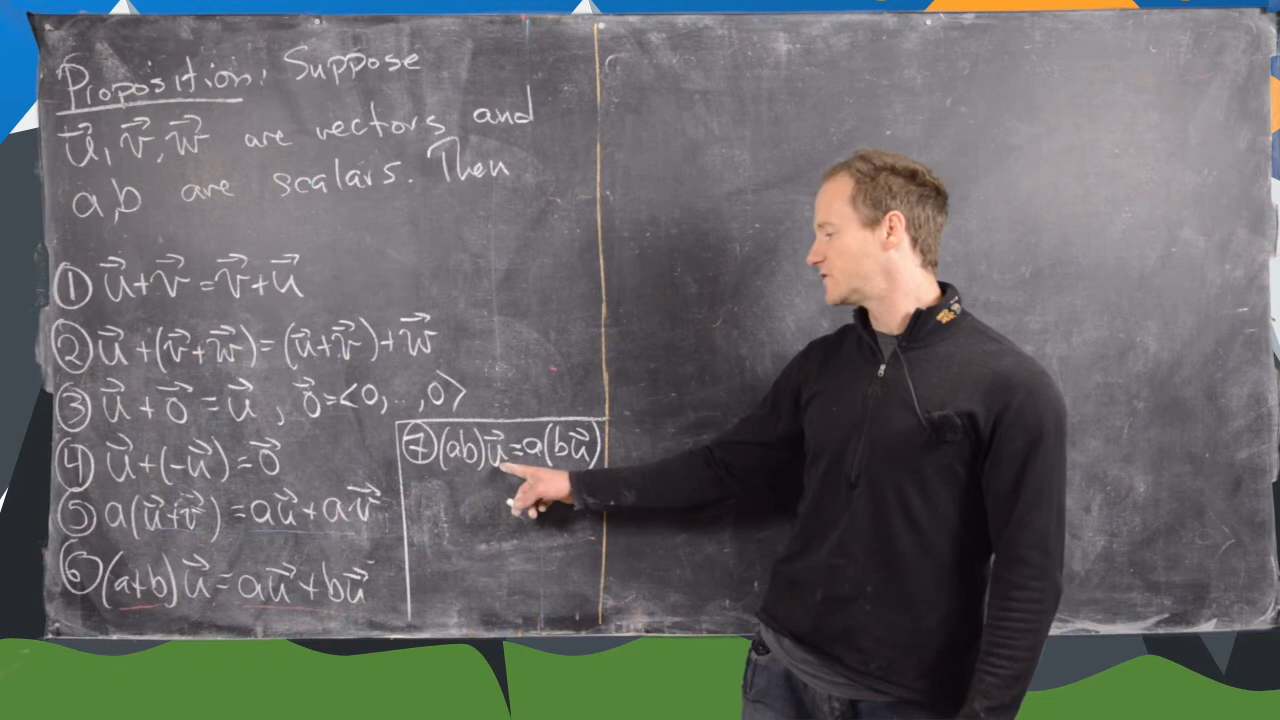 Proposition: Suppose
u⃗, v⃗, w⃗ are vectors and
a,b are scalars. Then
① u⃗+v⃗ = v⃗+u⃗
② u⃗+(v⃗+w⃗)=(u⃗+v⃗)+w⃗
③ u⃗+0⃗ = u⃗, 0⃗=<0,...,0>
④ u⃗+(-u⃗)=0⃗
⑤ a(u⃗+v⃗)=au⃗+av⃗
⑥ (a+b)u⃗=au⃗+bu⃗
⑦ (ab)u⃗=a(bu⃗)